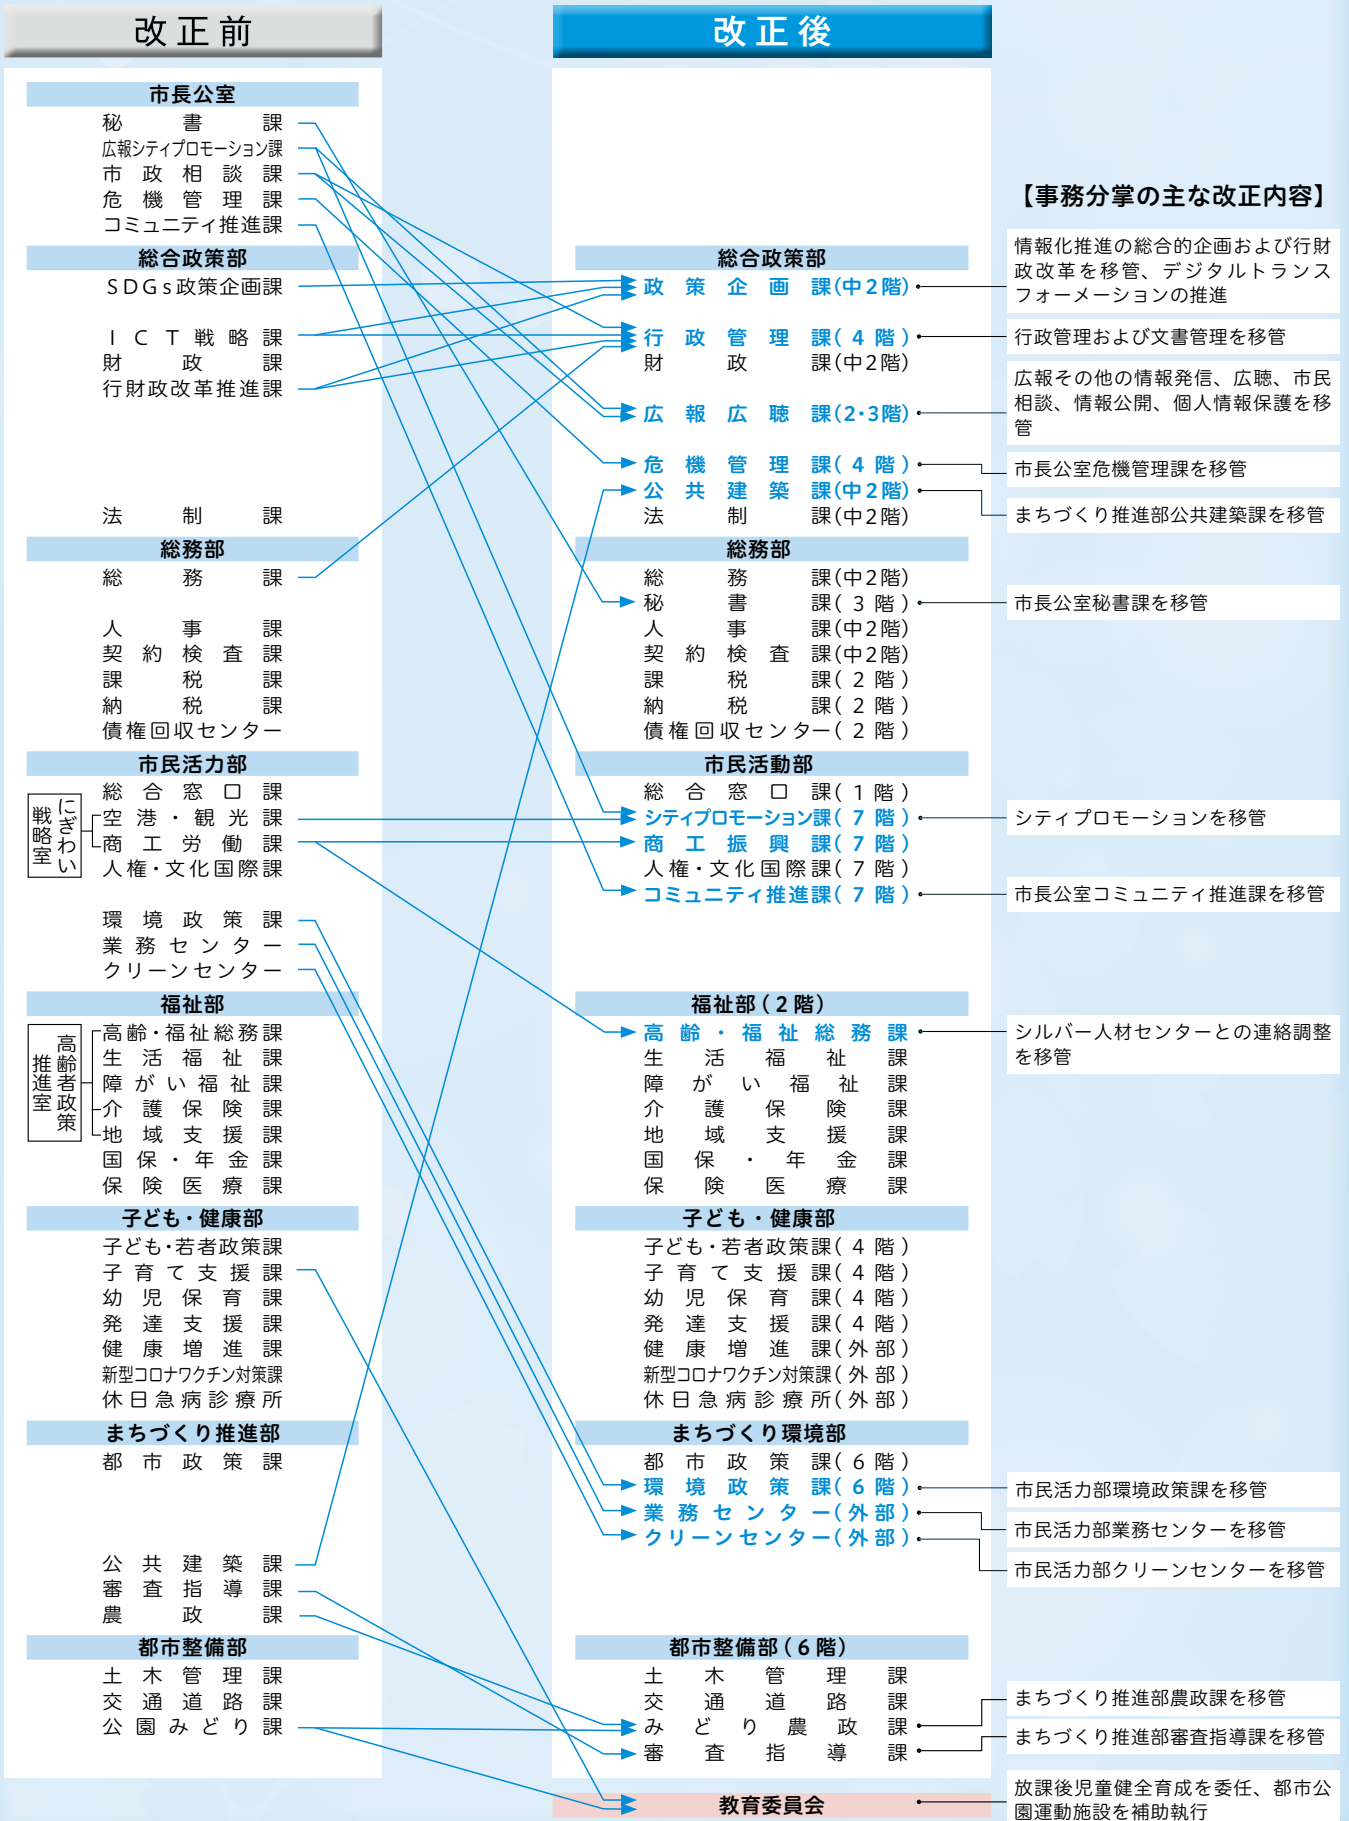 改正前
市長公室
秘書課
広報シティプロモーション課
市政相談課
危機管理課
コミュニティ推進課
総合政策部
SDGs政策企画課
ICT戦略課
財政課
行財政改革推進課
法制課
総務部
総務課
人事課
契約検査課
課税課
納税課
債権回収センター
市民活力部
にぎわい
戦略室
総合窓口課
空港・観光課
商工労働課
人権・文化国際課
環境政策課
業務センター
クリーンセンター
福祉部
高齢者政策
推進室
高齢・福祉総務課
生活福祉課
障がい福祉課
介護保険課
地域支援課
国保・年金課
保険医療課
子ども・健康部
子ども・若者政策課
子育て支援課
幼児保育課
発達支援課
健康増進課
新型コロナワクチン対策課
休日急病診療所
まちづくり推進部
都市政策課
公共建築課
審査指導課
農政課
都市整備部
土木管理課
交通道路課
公園みどり課
改正後
総合政策部
政策企画課(中2階)
行政管理課(4階)
財政課(中2階)
広報広聴課(2・3階)
危機管理課(4階)
公共建築課(中2階)
法制課(中2階)
総務部
総務課(中2階)
秘書課(3階)
人事課(中2階)
契約検査課(中2階)
課税課(2階)
納税課(2階)
債権回収センター(2階)
市民活動部
総合窓口課(1階)
シティプロモーション課(7階)
商工振興課(7階)
人権・文化国際課(7階)
コミュニティ推進課(7階)
福祉部(2階)
高齢・福祉総務課
生活福祉課
障がい福祉課
介護保険課
地域支援課
国保・年金課
保険医療課
子ども・健康部
子ども・若者政策課(4階)
子育て支援課(4階)
幼児保育課(4階)
発達支援課(4階)
健康増進課(外部)
新型コロナワクチン対策課(外部)
休日急病診療所(外部)
まちづくり環境部
都市政策課(6階)
環境政策課(6階)
業務センター(外部)
クリーンセンター(外部)
都市整備部(6階)
土木管理課
交通道路課
みどり農政課
審査指導課
教育委員会
【事務分掌の主な改正内容】
情報化推進の総合的企画および行財
政改革を移管、デジタルトランス
フォーメーションの推進
行政管理および文書管理を移管
広報その他の情報発信、広聴、市民
相談、情報公開、個人情報保護を移
管
市長公室危機管理課を移管
まちづくり推進部公共建築課を移管
市長公室秘書課を移管
シティプロモーションを移管
市長公室コミュニティ推進課を移管
シルバー人材センターとの連絡調整
を移管
市民活力部環境政策課を移管
市民活力部業務センターを移管
市民活力部クリーンセンターを移管
まちづくり推進部農政課を移管
まちづくり推進部審査指導課を移管
放課後児童健全育成を委任、都市公
園運動施設を補助執行